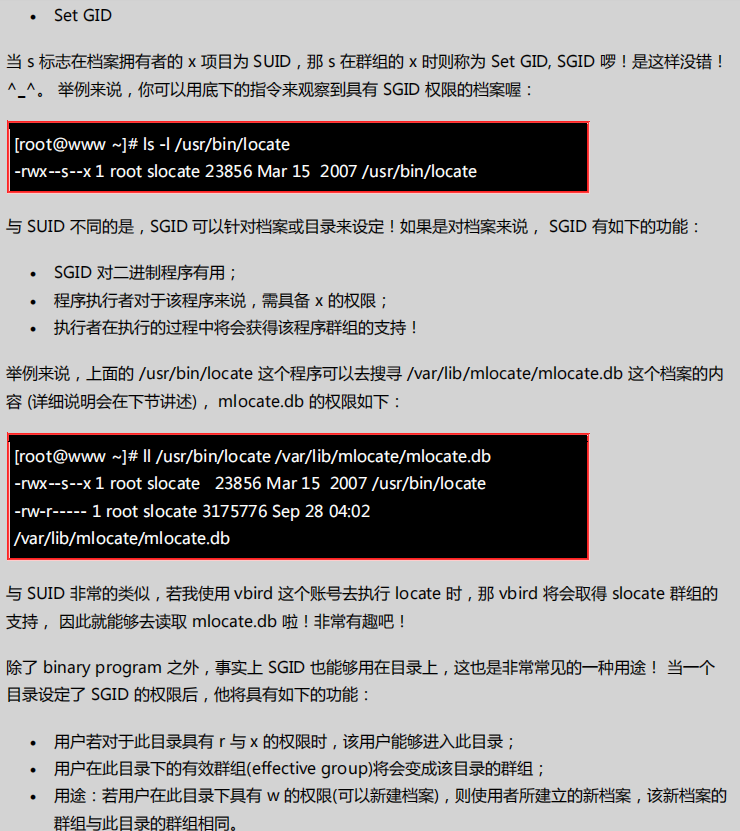 • Set GID
当 s 标志在档案拥有者的 x 项目为 SUID，那 s 在群组的 x 时则称为 Set GID, SGID 啰！是这样没错！
^_^。 举例来说，你可以用底下的指令来观察到具有 SGID 权限的档案喔：
[root@www ~]# ls -l /usr/bin/locate
-rwx--s--x 1 root slocate 23856 Mar 15  2007 /usr/bin/locate
与 SUID 不同的是，SGID 可以针对档案或目录来设定！如果是对档案来说， SGID 有如下的功能：
• SGID 对二进制程序有用；
• 程序执行者对于该程序来说，需具备 x 的权限；
• 执行者在执行的过程中将会获得该程序群组的支持！
举例来说，上面的 /usr/bin/locate 这个程序可以去搜寻 /var/lib/mlocate/mlocate.db 这个档案的内
容 (详细说明会在下节讲述)， mlocate.db 的权限如下：
[root@www ~]# ll /usr/bin/locate /var/lib/mlocate/mlocate.db
-rwx--s--x 1 root slocate   23856 Mar 15  2007 /usr/bin/locate
-rw-r----- 1 root slocate 3175776 Sep 28 04:02
/var/lib/mlocate/mlocate.db
与 SUID 非常的类似，若我使用 vbird 这个账号去执行 locate 时，那 vbird 将会取得 slocate 群组的
支持， 因此就能够去读取 mlocate.db 啦！非常有趣吧！
除了 binary program 之外，事实上 SGID 也能够用在目录上，这也是非常常见的一种用途！ 当一个
目录设定了 SGID 的权限后，他将具有如下的功能：
• 用户若对于此目录具有 r 与 x 的权限时，该用户能够进入此目录；
• 用户在此目录下的有效群组(effective group)将会变成该目录的群组；
• 用途：若用户在此目录下具有 w 的权限(可以新建档案)，则使用者所建立的新档案，该新档案的
群组与此目录的群组相同。